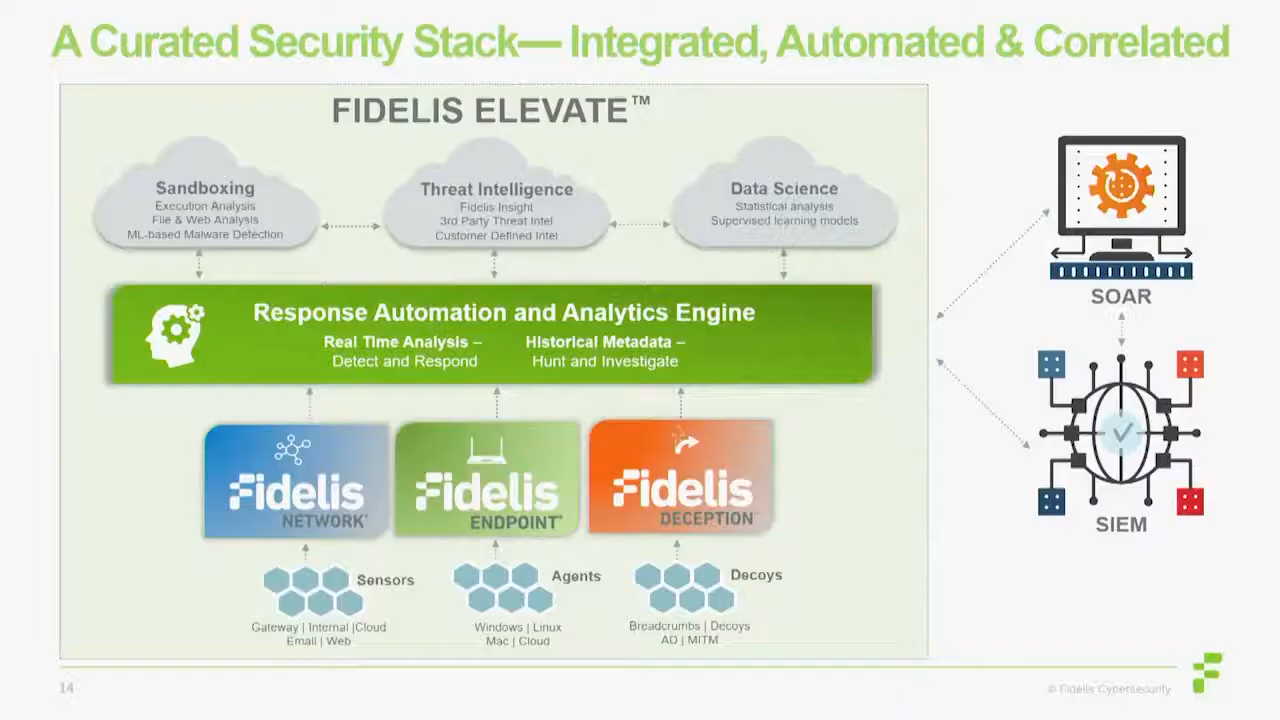 A Curated Security Stack— Integrated, Automated & Correlated
FIDELIS ELEVATE™
Sandboxing
Execution Analysis
File & Web Analysis
ML-based Malware Detection
Threat Intelligence
Fidelis Insight
3rd Party Threat Intel
Customer Defined Intel
Data Science
Statistical analysis
Supervised learning models
Response Automation and Analytics Engine
Real Time Analysis –
Detect and Respond
Historical Metadata –
Hunt and Investigate
Fidelis
NETWORK®
Fidelis
ENDPOINT®
Fidelis
DECEPTION™
Sensors
Gateway | Internal |Cloud
Email | Web
Agents
Windows | Linux
Mac | Cloud
Decoys
Breadcrumbs | Decoys
AD | MITM
SOAR
SIEM
14
© Fidelis Cybersecurity